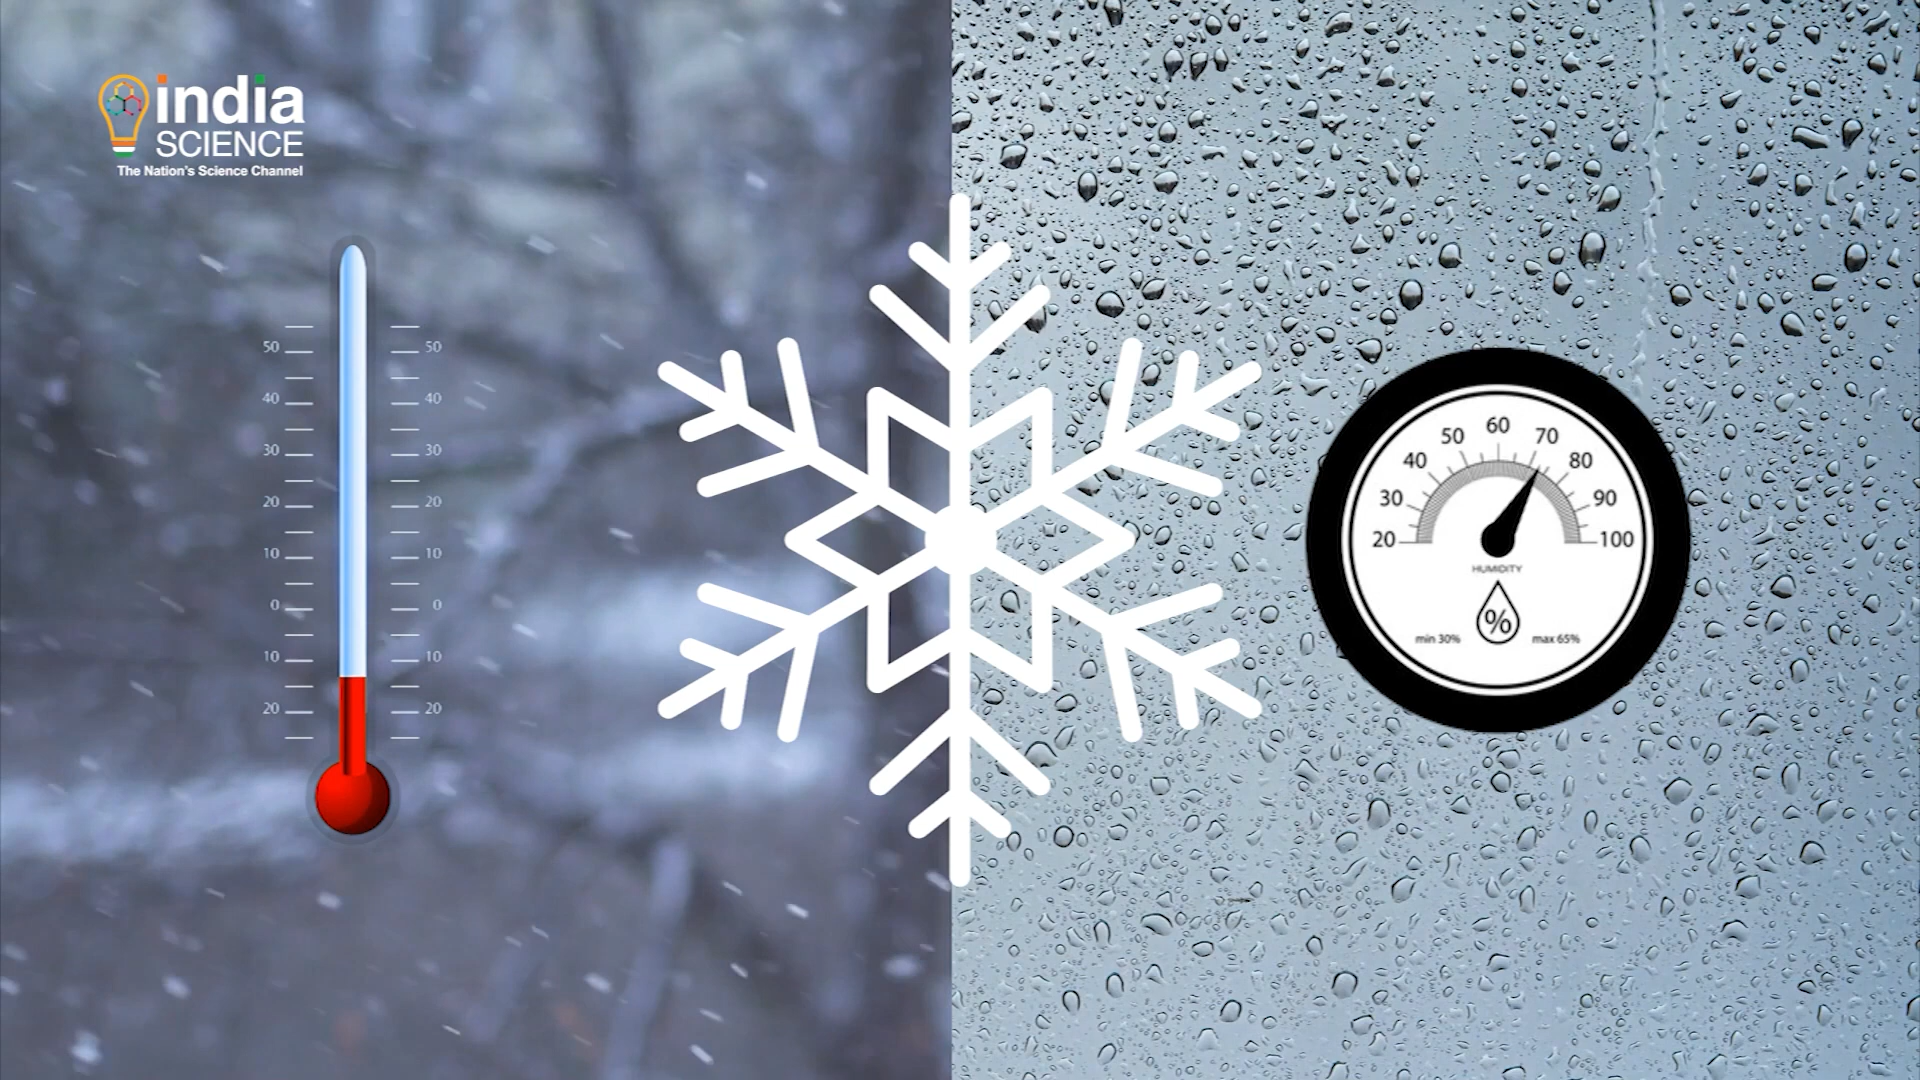 india
SCIENCE
The Nation's Science Channel
50 50
40 40
30 30
20 20
10 10
0 0
10 10
20 20
60
50 70
40 80
30 90
20 100
HUMIDITY
%
min 30% max 65%